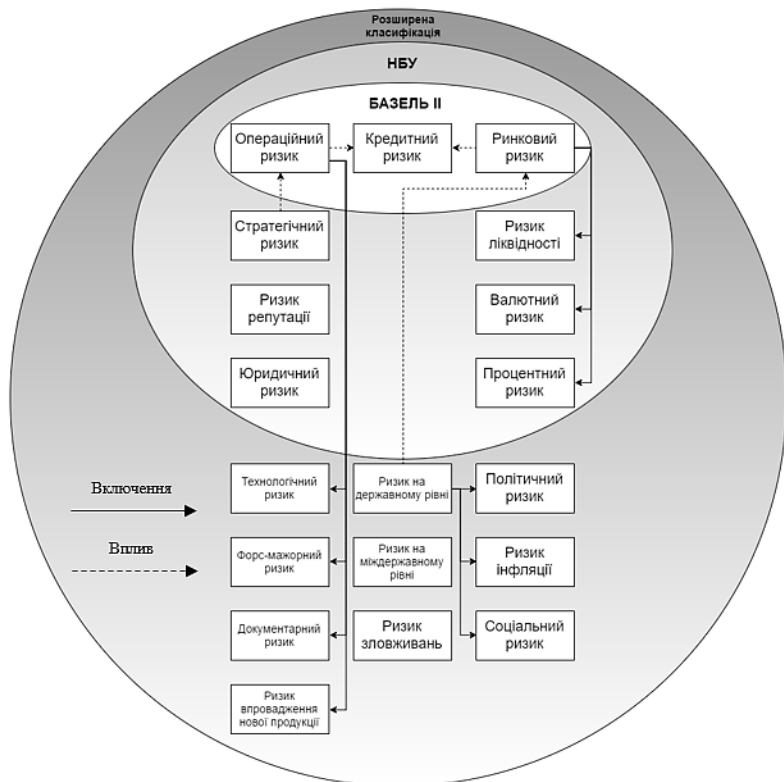 Розширена
класифікація
НБУ
БАЗЕЛЬ II
Операційний
ризик
Кредитний
ризик
Ринковий
ризик
Стратегічний
ризик
Ризик
ліквідності
Ризик
репутації
Валютний
ризик
Юридичний
ризик
Процентний
ризик
Включення
Вплив
Технологічний
ризик
Ризик на
державному рівні
Політичний
ризик
Форс-мажорний
ризик
Ризик на
міждержавному
рівні
Ризик
інфляції
Документарний
ризик
Ризик
зловживань
Соціальний
ризик
Ризик
впровадження
нової продукції